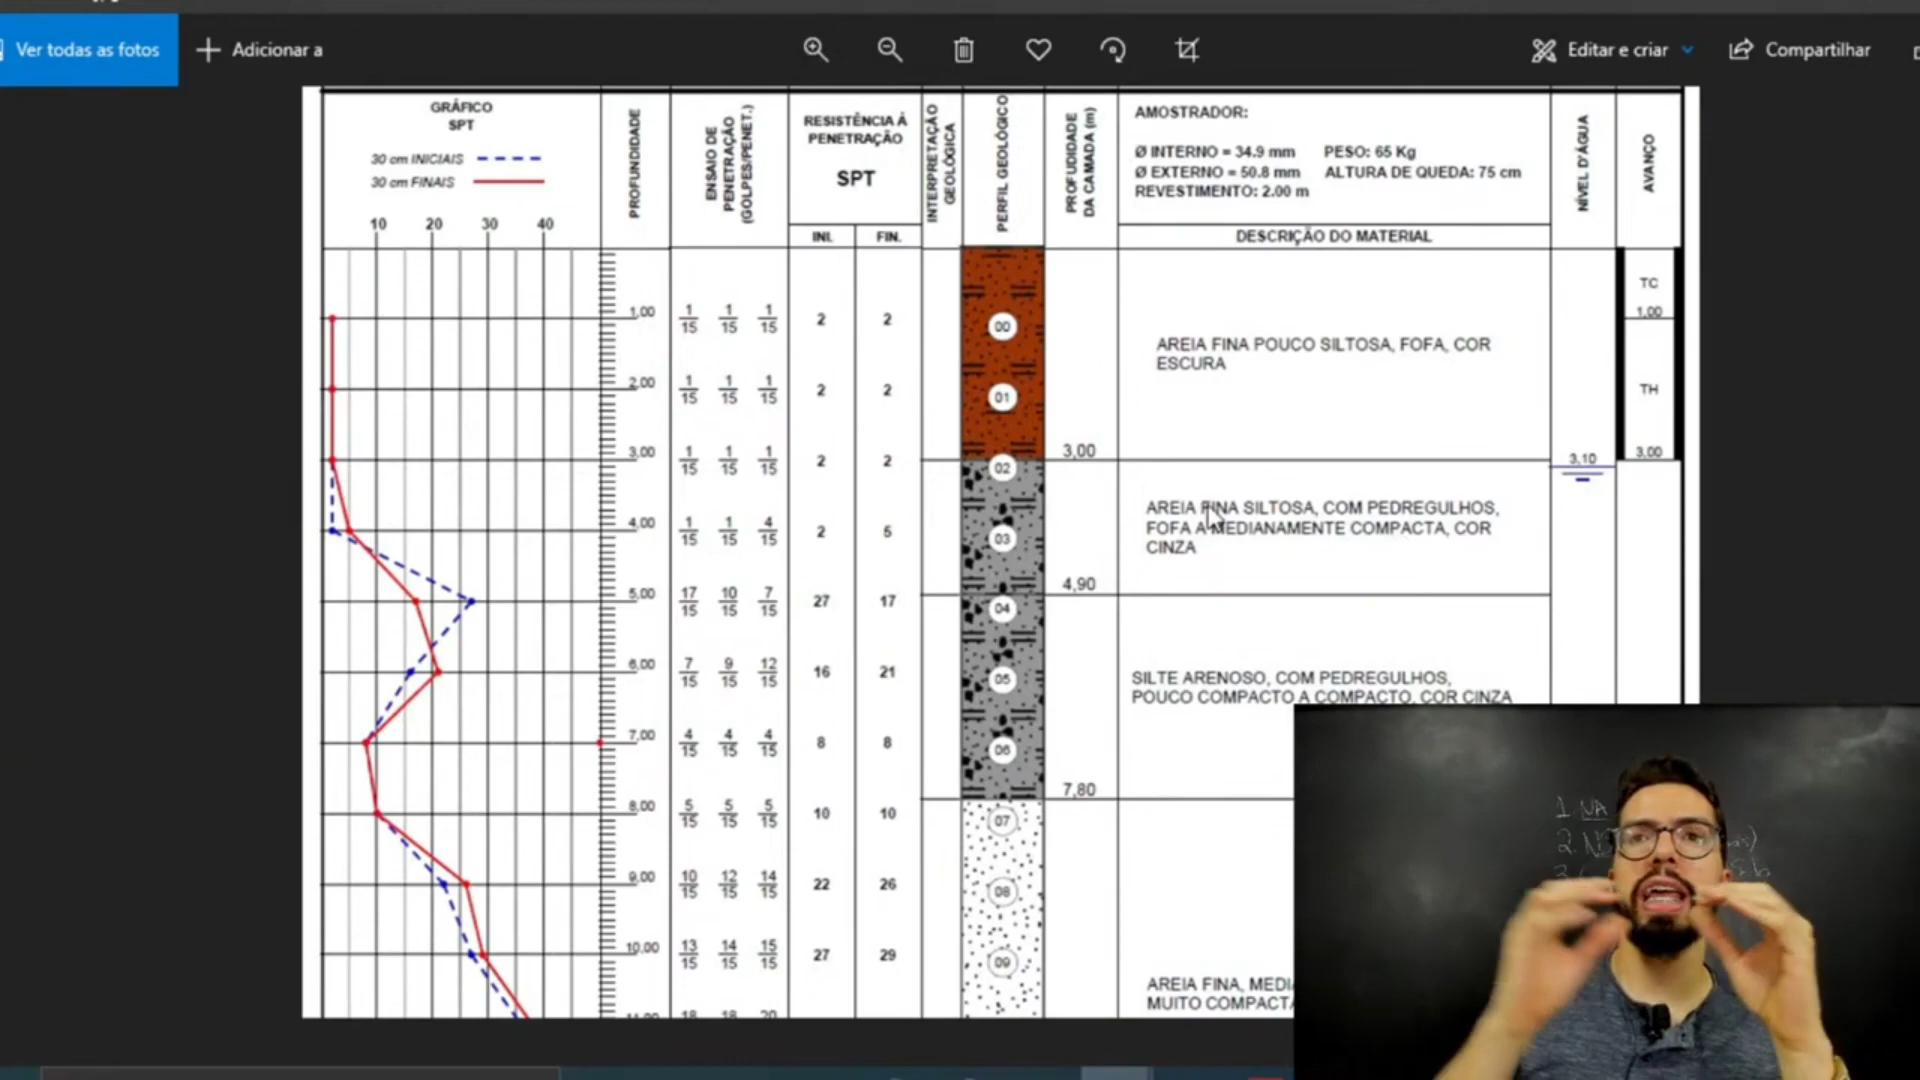 Ver todas as fotos
Adicionar a
Editar e criar
Compartilhar
GRÁFICO
SPT
30 cm INICIAIS
30 cm FINAIS
10 20 30 40
PROFUNDIDADE
ENSAIO DE
PENETRAÇÃO
(GOLPES/PENET.)
RESISTÊNCIA À
PENETRAÇÃO
SPT
INI. FIN.
INTERPRETAÇÃO
GEOLÓGICA
PERFIL GEOLÓGICO
PROFUDIDADE
DA CAMADA (m)
AMOSTRADOR:
Ø INTERNO = 34.9 mm PESO: 65 Kg
Ø EXTERNO = 50.8 mm ALTURA DE QUEDA: 75 cm
REVESTIMENTO: 2.00 m
DESCRIÇÃO DO MATERIAL
NÍVEL D'ÁGUA
AVANÇO
TC
1,00
TH
3,00
3,10
1,00 1/15 1/15 1/15 2 2 00
AREIA FINA POUCO SILTOSA, FOFA, COR
ESCURA
2,00 1/15 1/15 1/15 2 2 01
3,00
3,00 1/15 1/15 1/15 2 2 02
AREIA FINA SILTOSA, COM PEDREGULHOS,
FOFA A MEDIANAMENTE COMPACTA, COR
CINZA
4,00 1/15 1/15 4/15 2 5 03
4,90
5,00 17/15 10/15 7/15 27 17 04
6,00 7/15 9/15 12/15 16 21 05
SILTE ARENOSO, COM PEDREGULHOS,
POUCO COMPACTO A COMPACTO, COR CINZA
7,00 4/15 4/15 4/15 8 8 06
7,80
8,00 5/15 5/15 5/15 10 10 07
9,00 10/15 12/15 14/15 22 26 08
10,00 13/15 14/15 15/15 27 29 09
AREIA FINA, MEDI
MUITO COMPACTA
18 18 20
1. NA
2.